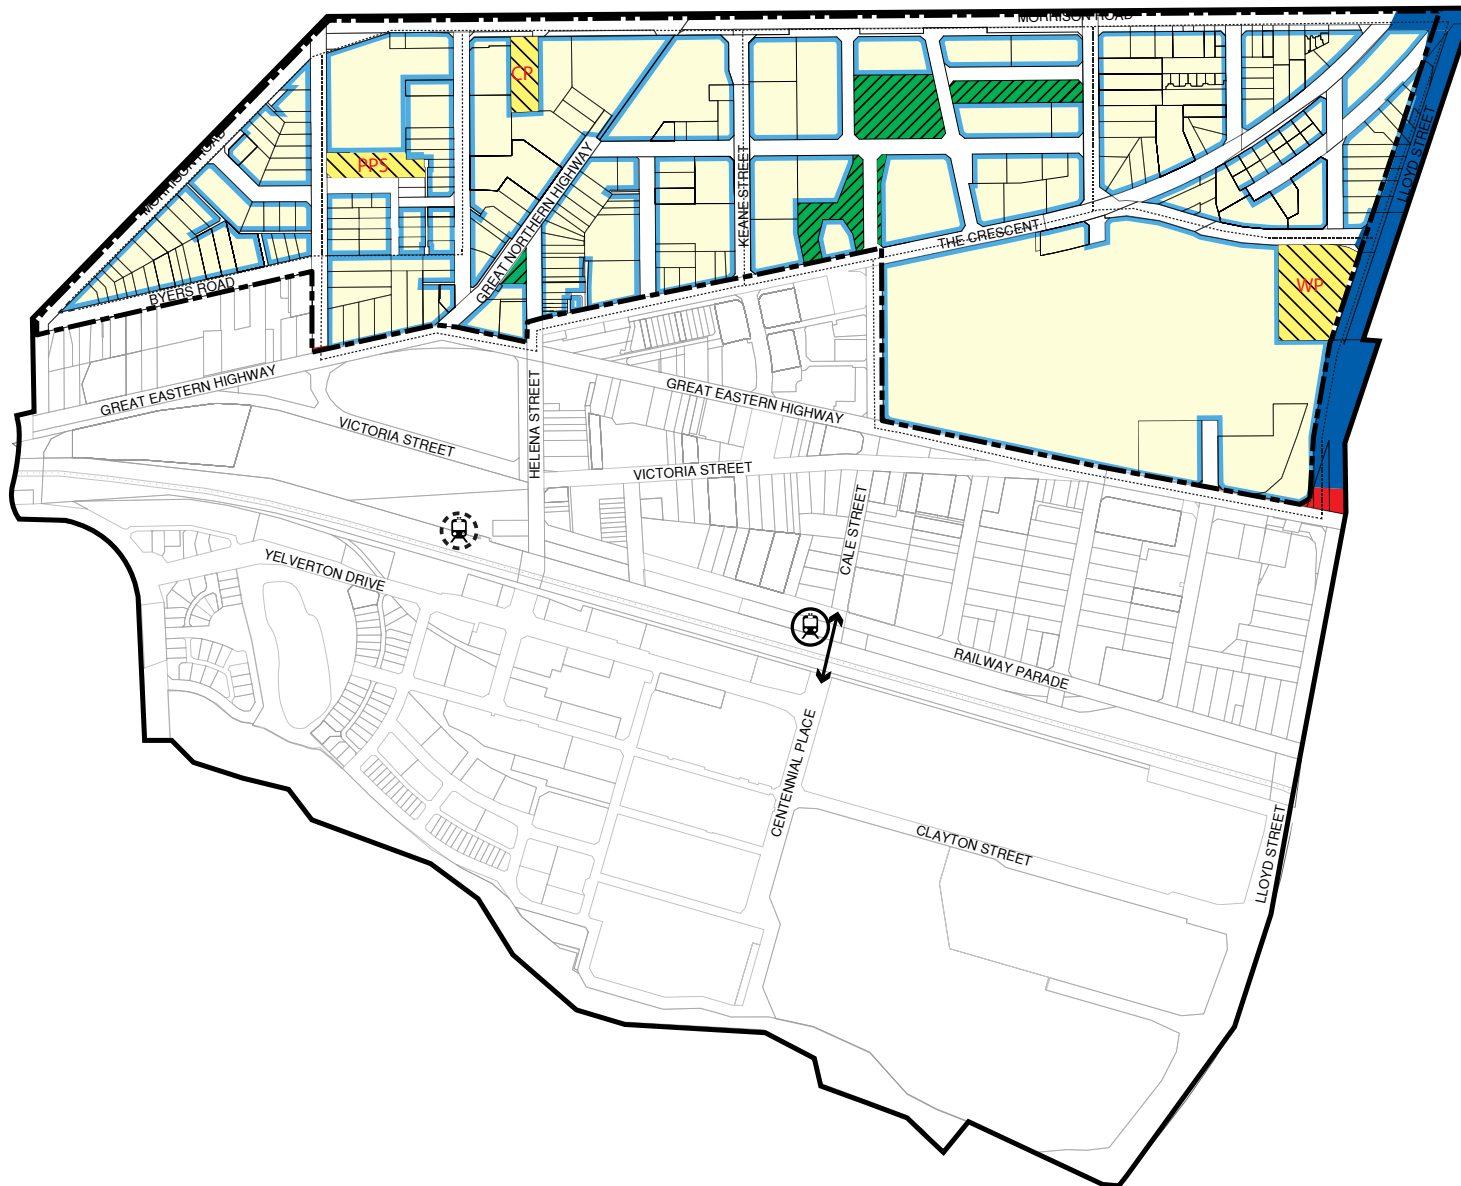 MORRISON ROAD
CP
MORRISON ROAD
PPS
LLOYD STREET
GREAT NORTHERN HIGHWAY
KEANE STREET
THE CRESCENT
BYERS ROAD
WP
GREAT EASTERN HIGHWAY
GREAT EASTERN HIGHWAY
HELENA STREET
VICTORIA STREET
VICTORIA STREET
CALE STREET
YELVERTON DRIVE
RAILWAY PARADE
CENTENNIAL PLACE
CLAYTON STREET
LLOYD STREET